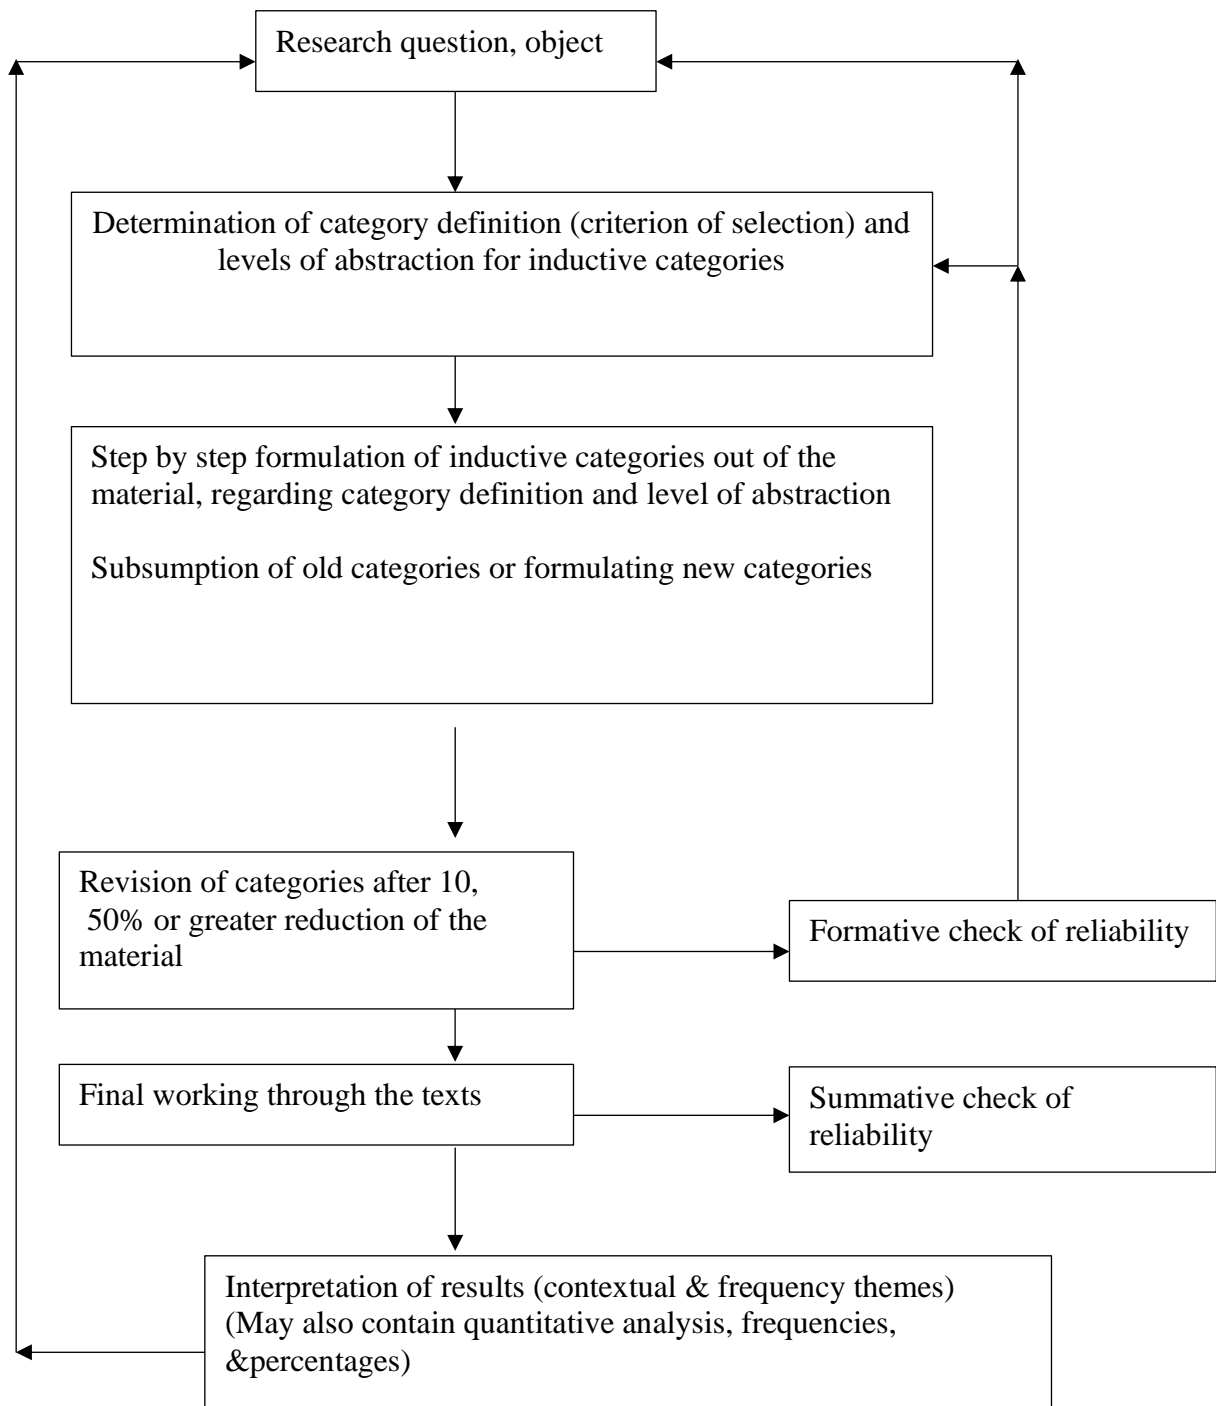 Research question, object
Determination of category definition (criterion of selection) and
levels of abstraction for inductive categories
Step by step formulation of inductive categories out of the
material, regarding category definition and level of abstraction
Subsumption of old categories or formulating new categories
Revision of categories after 10,
50% or greater reduction of the
material
Formative check of reliability
Final working through the texts
Summative check of
reliability
Interpretation of results (contextual & frequency themes)
(May also contain quantitative analysis, frequencies,
&percentages)